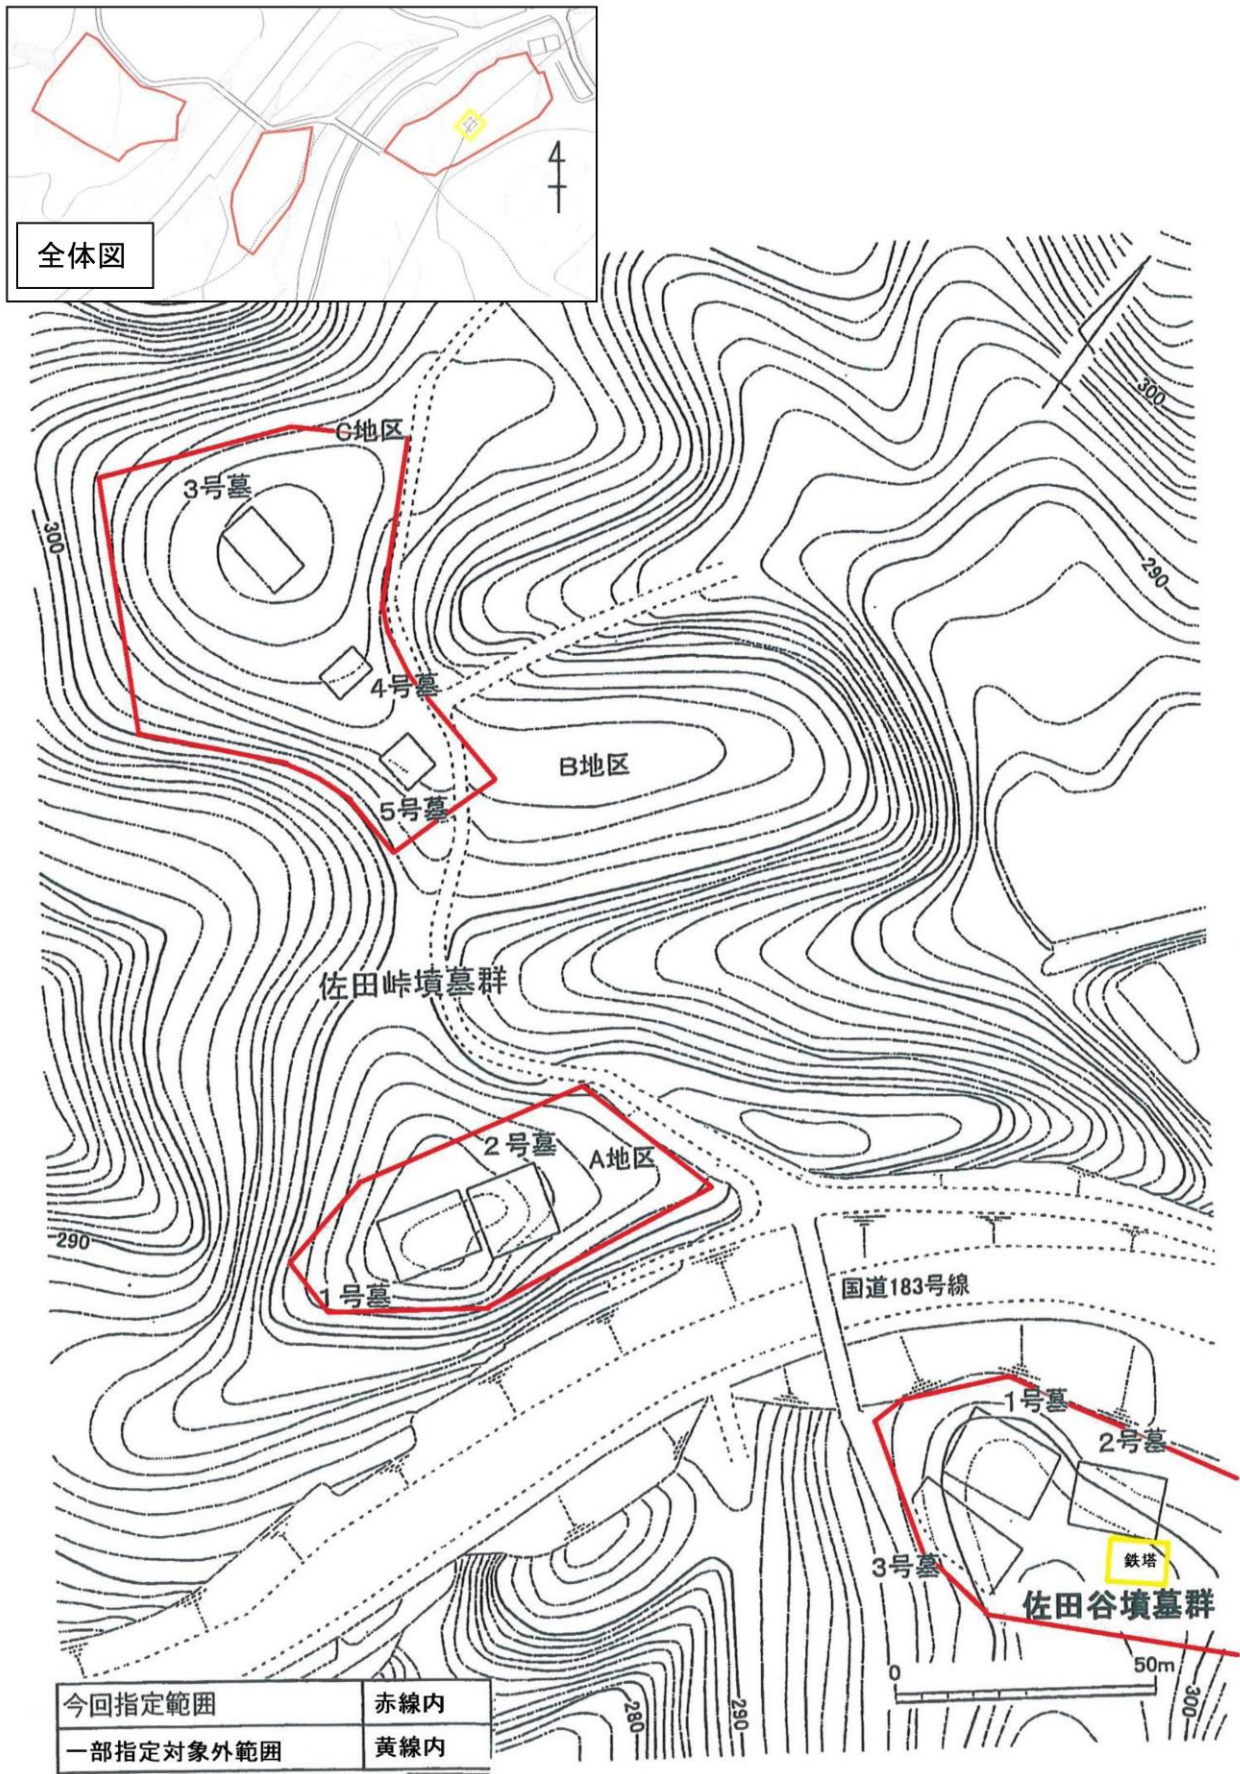 全体図
300
C地区
3号墓
300
290
4号墓
B地区
5号墓
佐田峠墳墓群
2号墓
A地区
290
1号墓
国道183号線
1号墓
2号墓
鉄塔
3号墓
佐田谷墳墓群
0 50m
280
290
300
今回指定範囲 赤線内
一部指定対象外範囲 黄線内